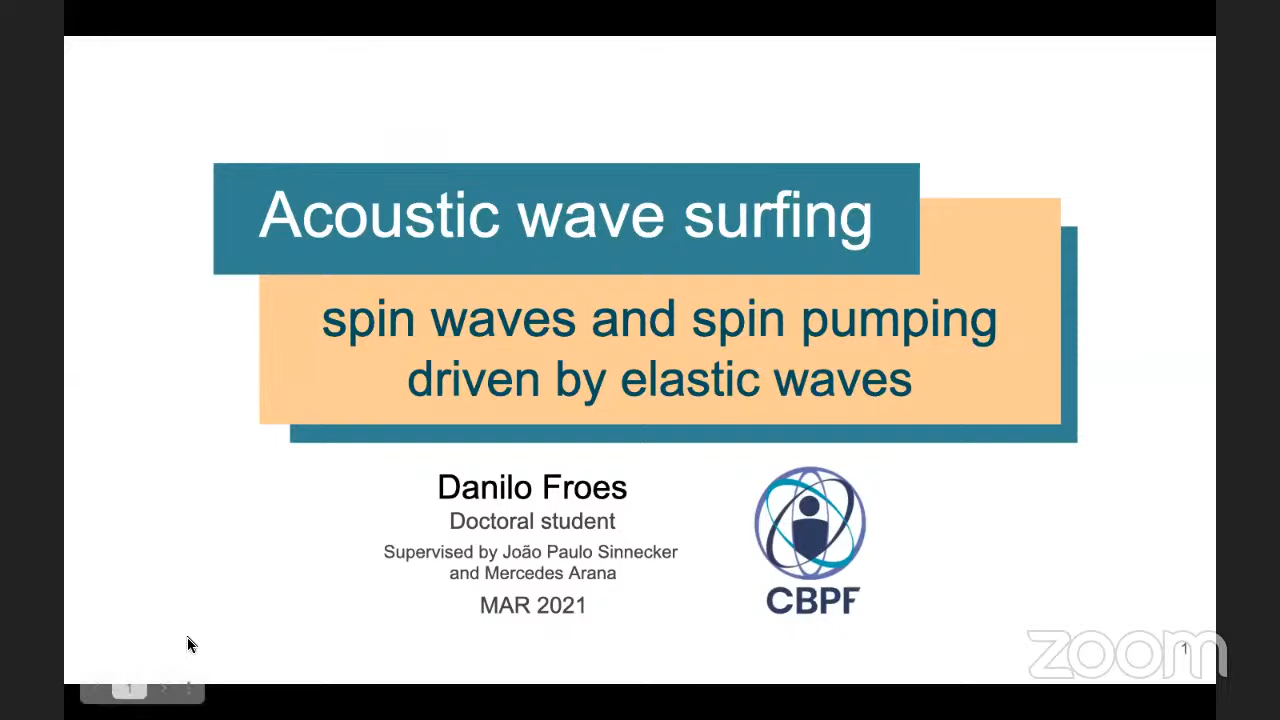 Acoustic wave surfing
spin waves and spin pumping
driven by elastic waves
Danilo Froes
Doctoral student
Supervised by João Paulo Sinnecker
and Mercedes Arana
MAR 2021
CBPF
zoom
1
1